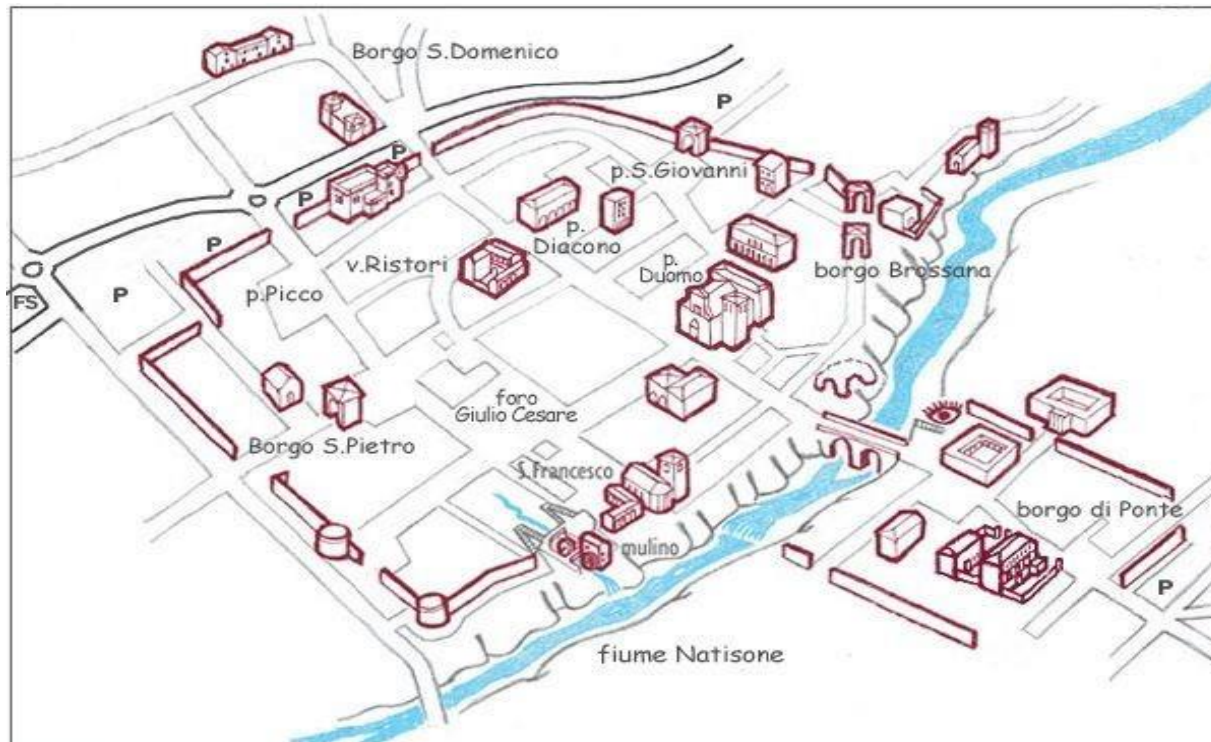 Borgo S.Domenico
P
P
p.S.Giovanni
P
p.
Diacono
P
v.Ristori
p.
Duomo
borgo Brossana
FS
P
p.Picco
foro
Giulio Cesare
Borgo S.Pietro
S.Francesco
borgo di Ponte
mulino
P
fiume Natisone